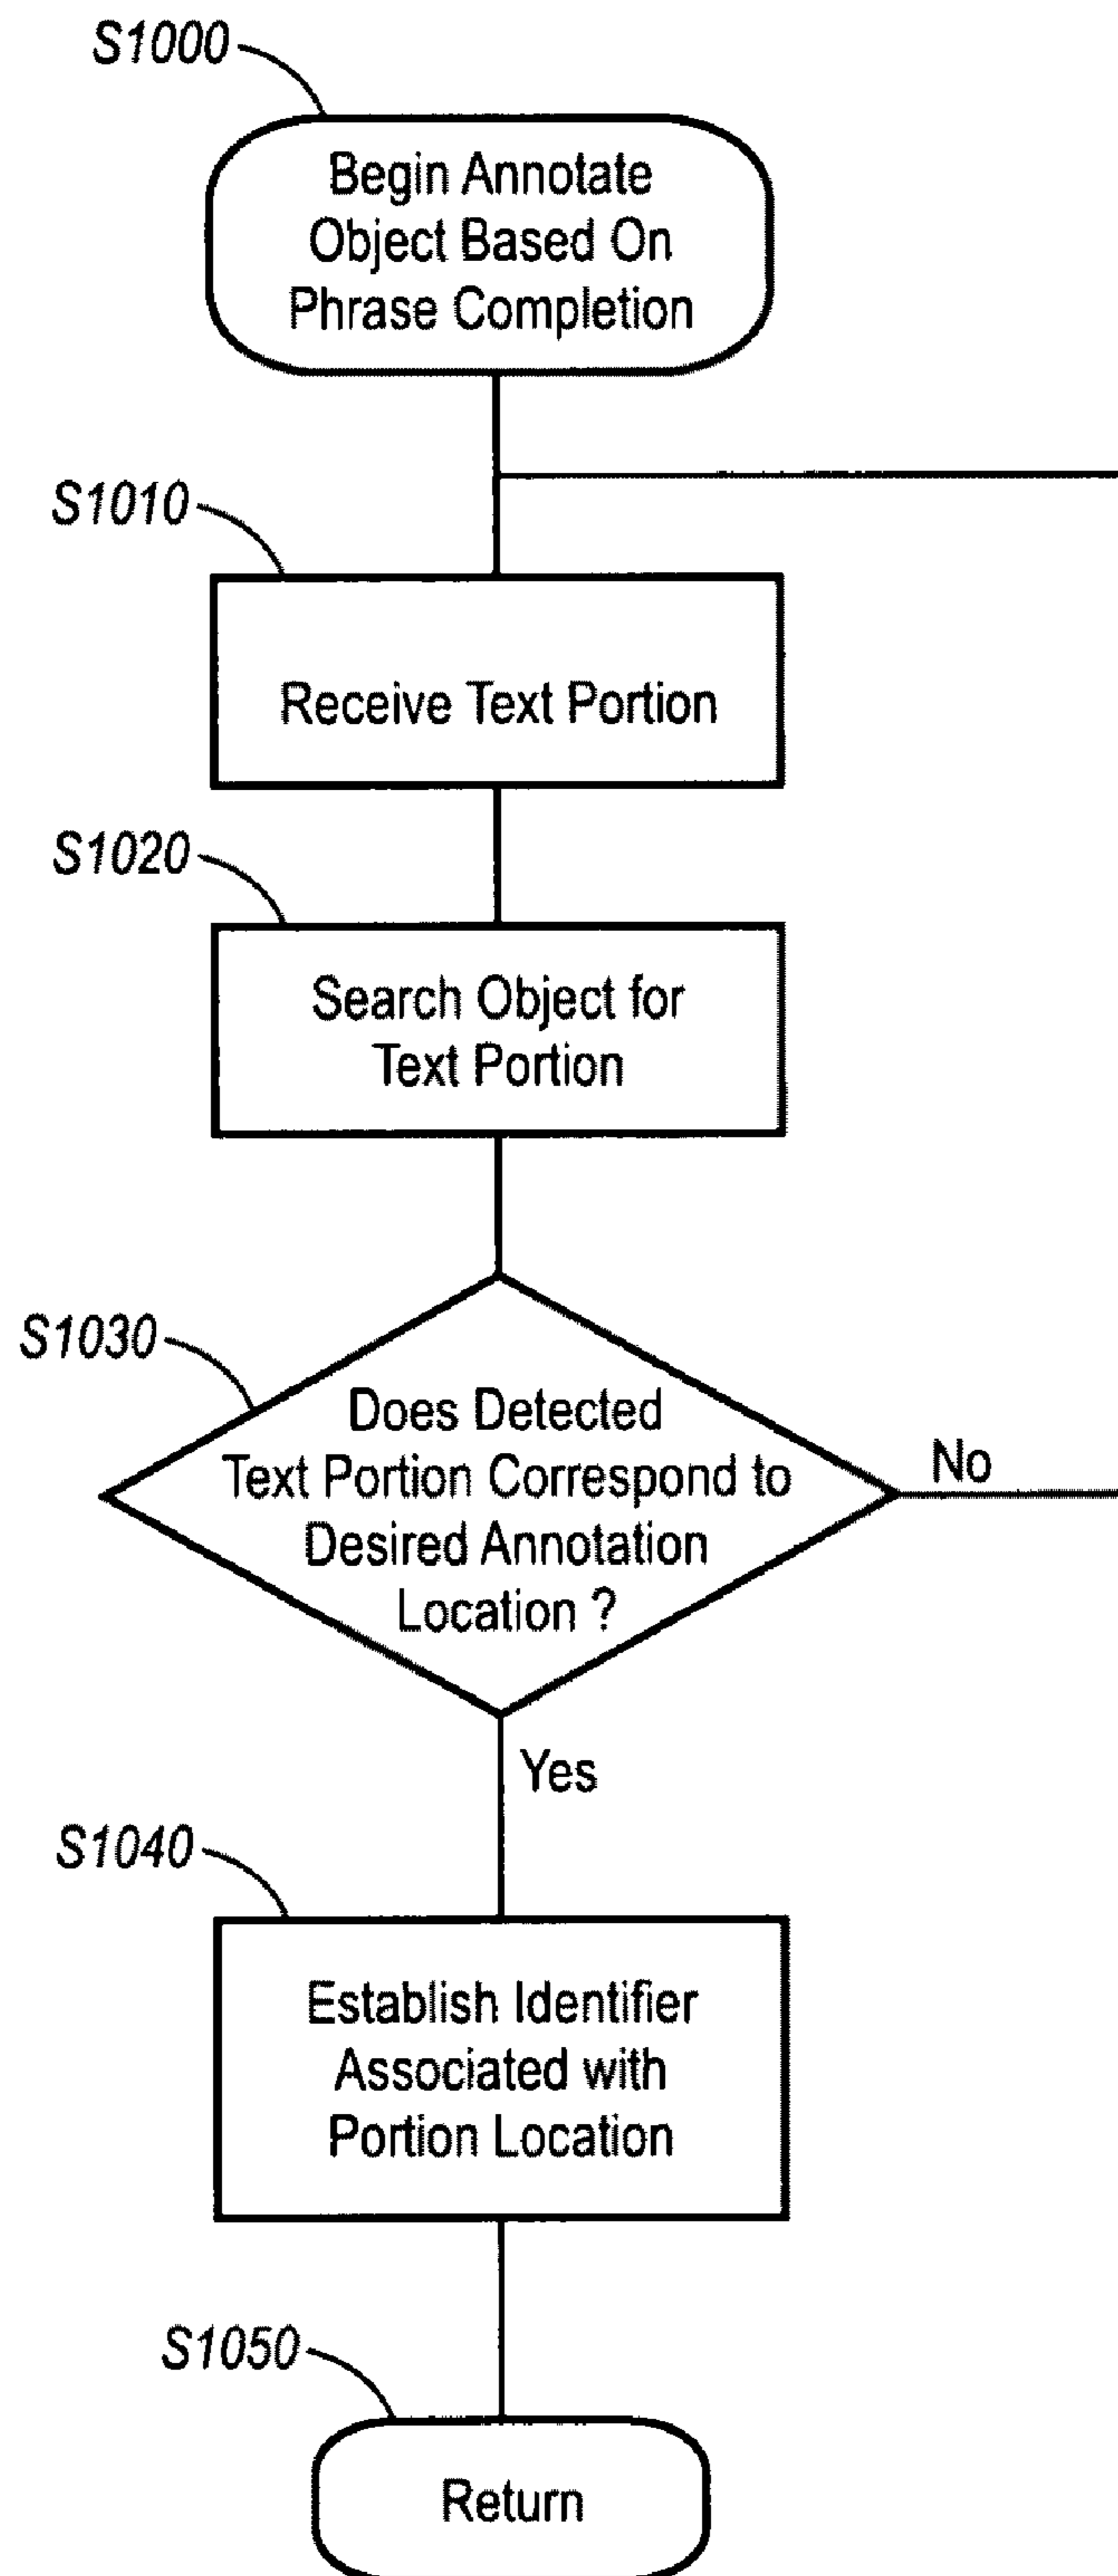 S1000
Begin Annotate
Object Based On
Phrase Completion
S1010
Receive Text Portion
S1020
Search Object for
Text Portion
S1030
Does Detected
Text Portion Correspond to
Desired Annotation
Location ?
No
Yes
S1040
Establish Identifier
Associated with
Portion Location
S1050
Return